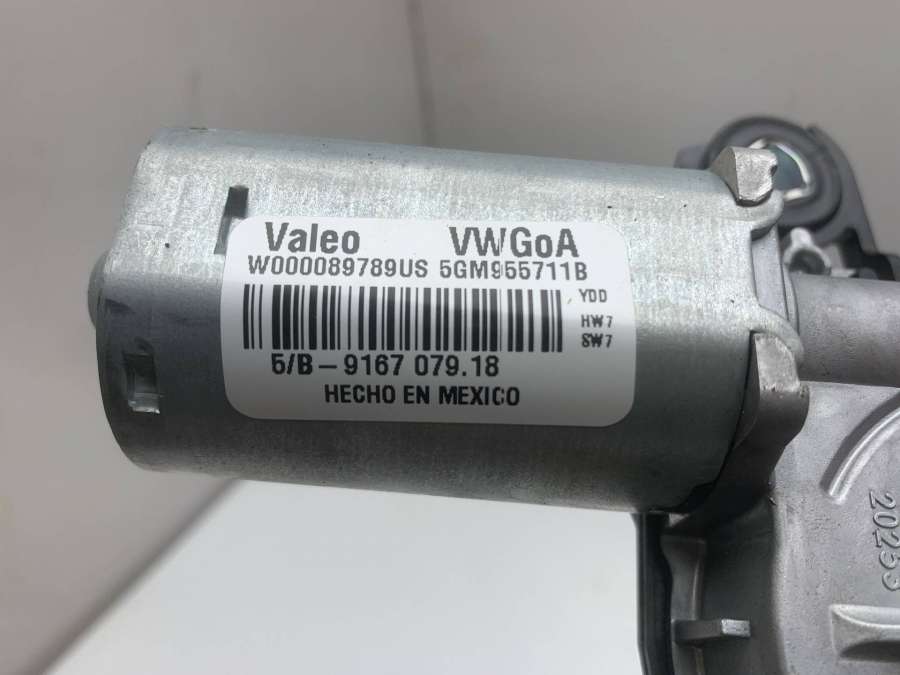 Valeo VWGoA
W000089789US 5GM955711B
YDD
HW7
SW7
5/B-9167 079.18
HECHO EN MEXICO